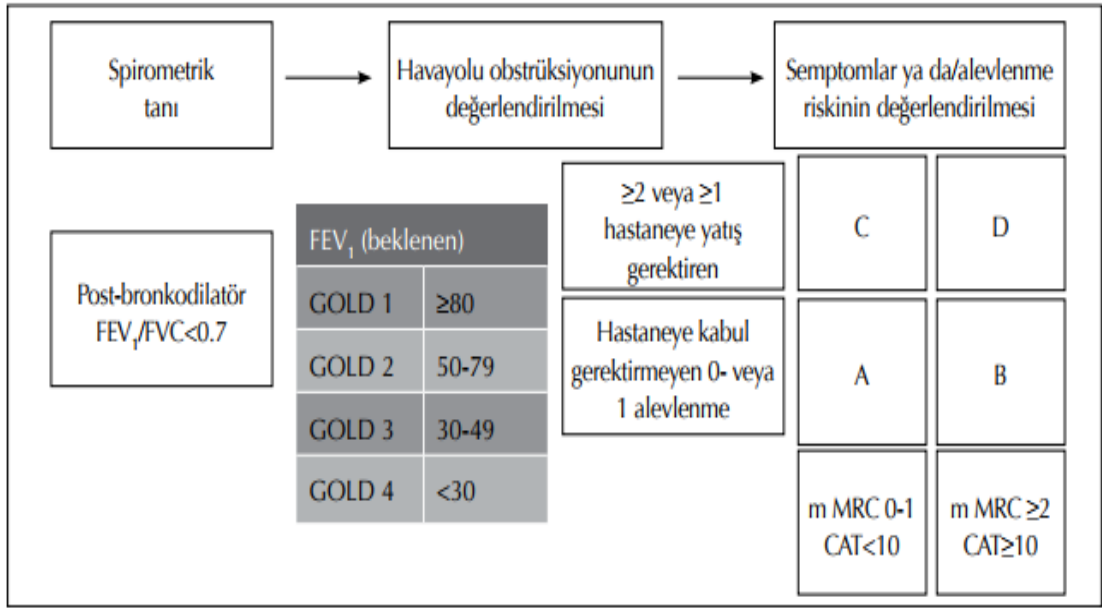 Spirometrik
tanı
Havayolu obstrüksiyonunun
değerlendirilmesi
Semptomlar ya da/alevlenme
riskinin değerlendirilmesi
Post-bronkodilatör
FEV₁/FVC<0.7
FEV₁ (beklenen)
GOLD 1 ≥80
GOLD 2 50-79
GOLD 3 30-49
GOLD 4 <30
≥2 veya ≥1
hastaneye yatış
gerektiren
C D
Hastaneye kabul
gerektirmeyen 0- veya
1 alevlenme
A B
m MRC 0-1
CAT<10
m MRC ≥2
CAT≥10